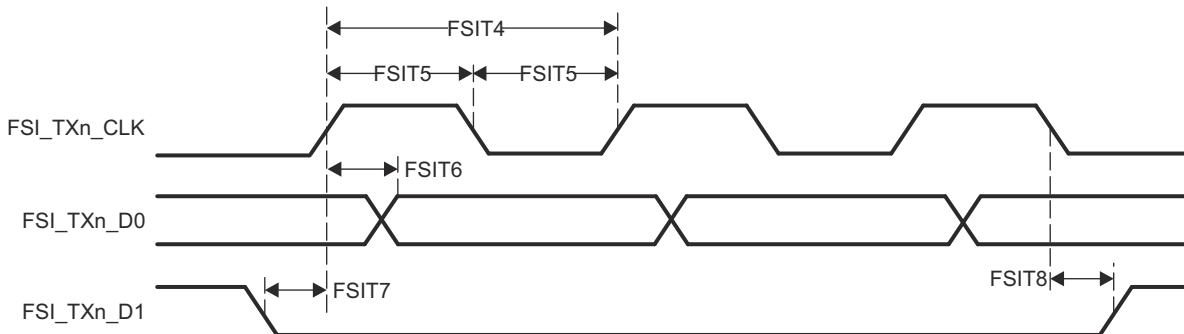 FSIT4
FSIT5 FSIT5
FSI_TXn_CLK
FSIT6
FSI_TXn_D0
FSIT7
FSIT8
FSI_TXn_D1